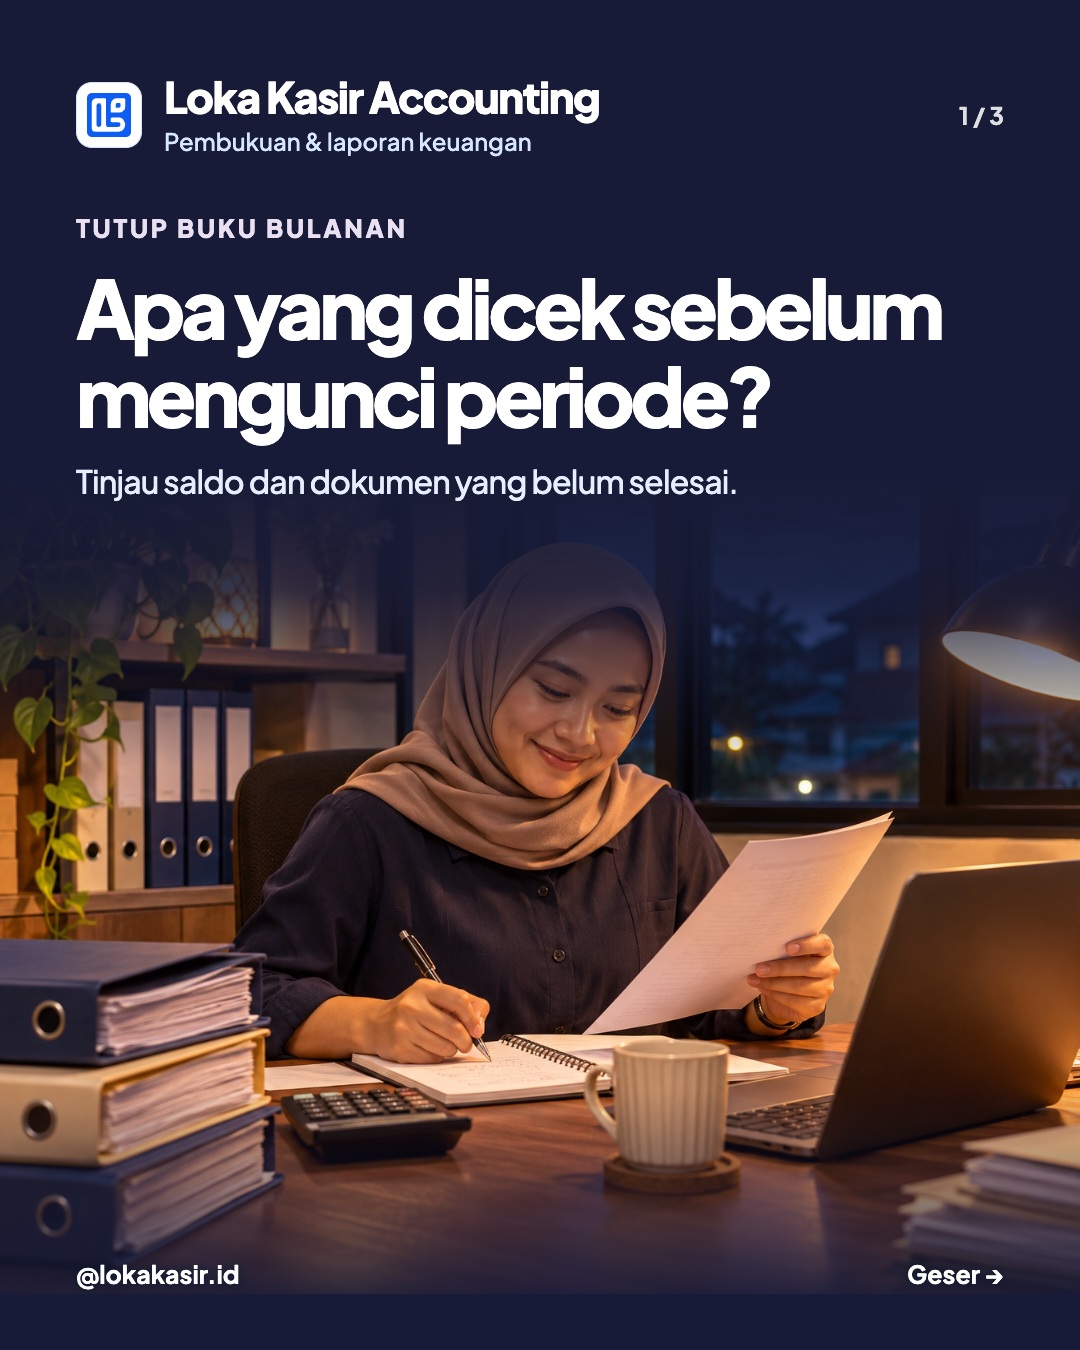 Loka Kasir Accounting
Pembukuan & laporan keuangan
1 / 3
TUTUP BUKU BULANAN
Apa yang dicek sebelum
mengunci periode?
Tinjau saldo dan dokumen yang belum selesai.
@lokakasir.id
Geser →